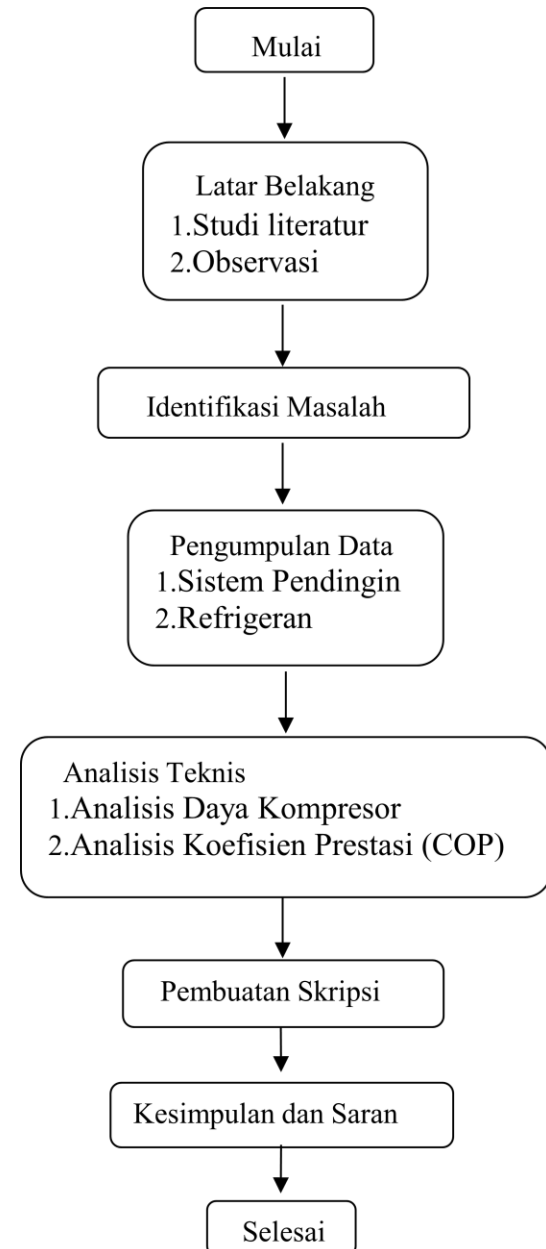 Mulai
Latar Belakang
1.Studi literatur
2.Observasi
Identifikasi Masalah
Pengumpulan Data
1.Sistem Pendingin
2.Refrigeran
Analisis Teknis
1.Analisis Daya Kompresor
2.Analisis Koefisien Prestasi (COP)
Pembuatan Skripsi
Kesimpulan dan Saran
Selesai